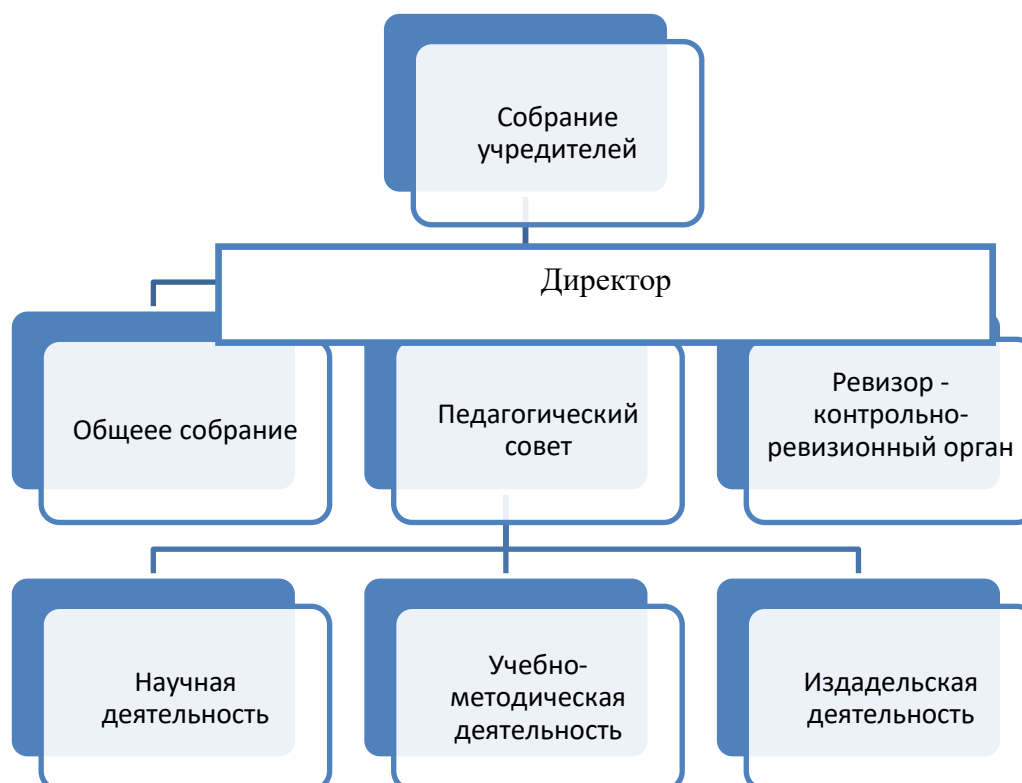 Собрание
учредителей
Директор
Общеее собрание
Педагогический
совет
Ревизор -
контрольно-
ревизионный орган
Научная
деятельность
Учебно-
методическая
деятельность
Издадельская
деятельность